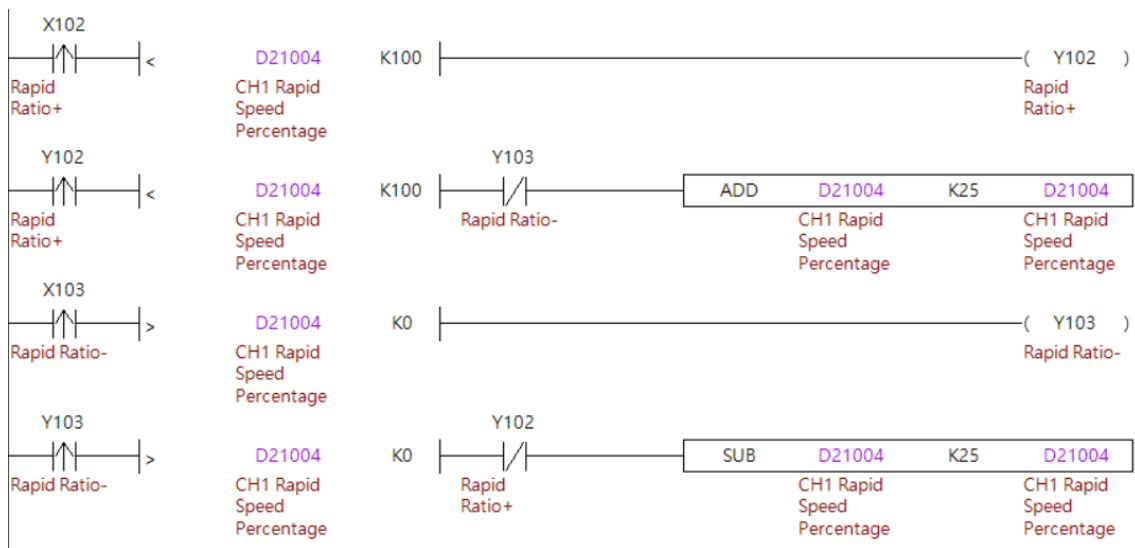 X102
< D21004 K100 ( Y102 )
Rapid CH1 Rapid Rapid
Ratio+ Speed Ratio+
Percentage
Y102 Y103
< D21004 K100 ADD D21004 K25 D21004
Rapid CH1 Rapid Rapid Ratio- CH1 Rapid CH1 Rapid
Ratio+ Speed Speed Speed
Percentage Percentage Percentage
X103
> D21004 K0 ( Y103 )
Rapid Ratio- CH1 Rapid Rapid Ratio-
Speed
Percentage
Y103 Y102
> D21004 K0 SUB D21004 K25 D21004
Rapid Ratio- CH1 Rapid Rapid CH1 Rapid CH1 Rapid
Speed Ratio+ Speed Speed
Percentage Percentage Percentage